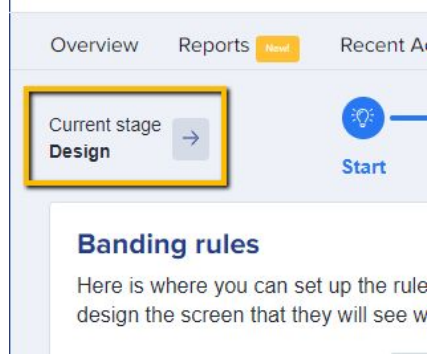 Overview Reports New! Recent A
Current stage
Design
Start
Banding rules
Here is where you can set up the rule
design the screen that they will see w